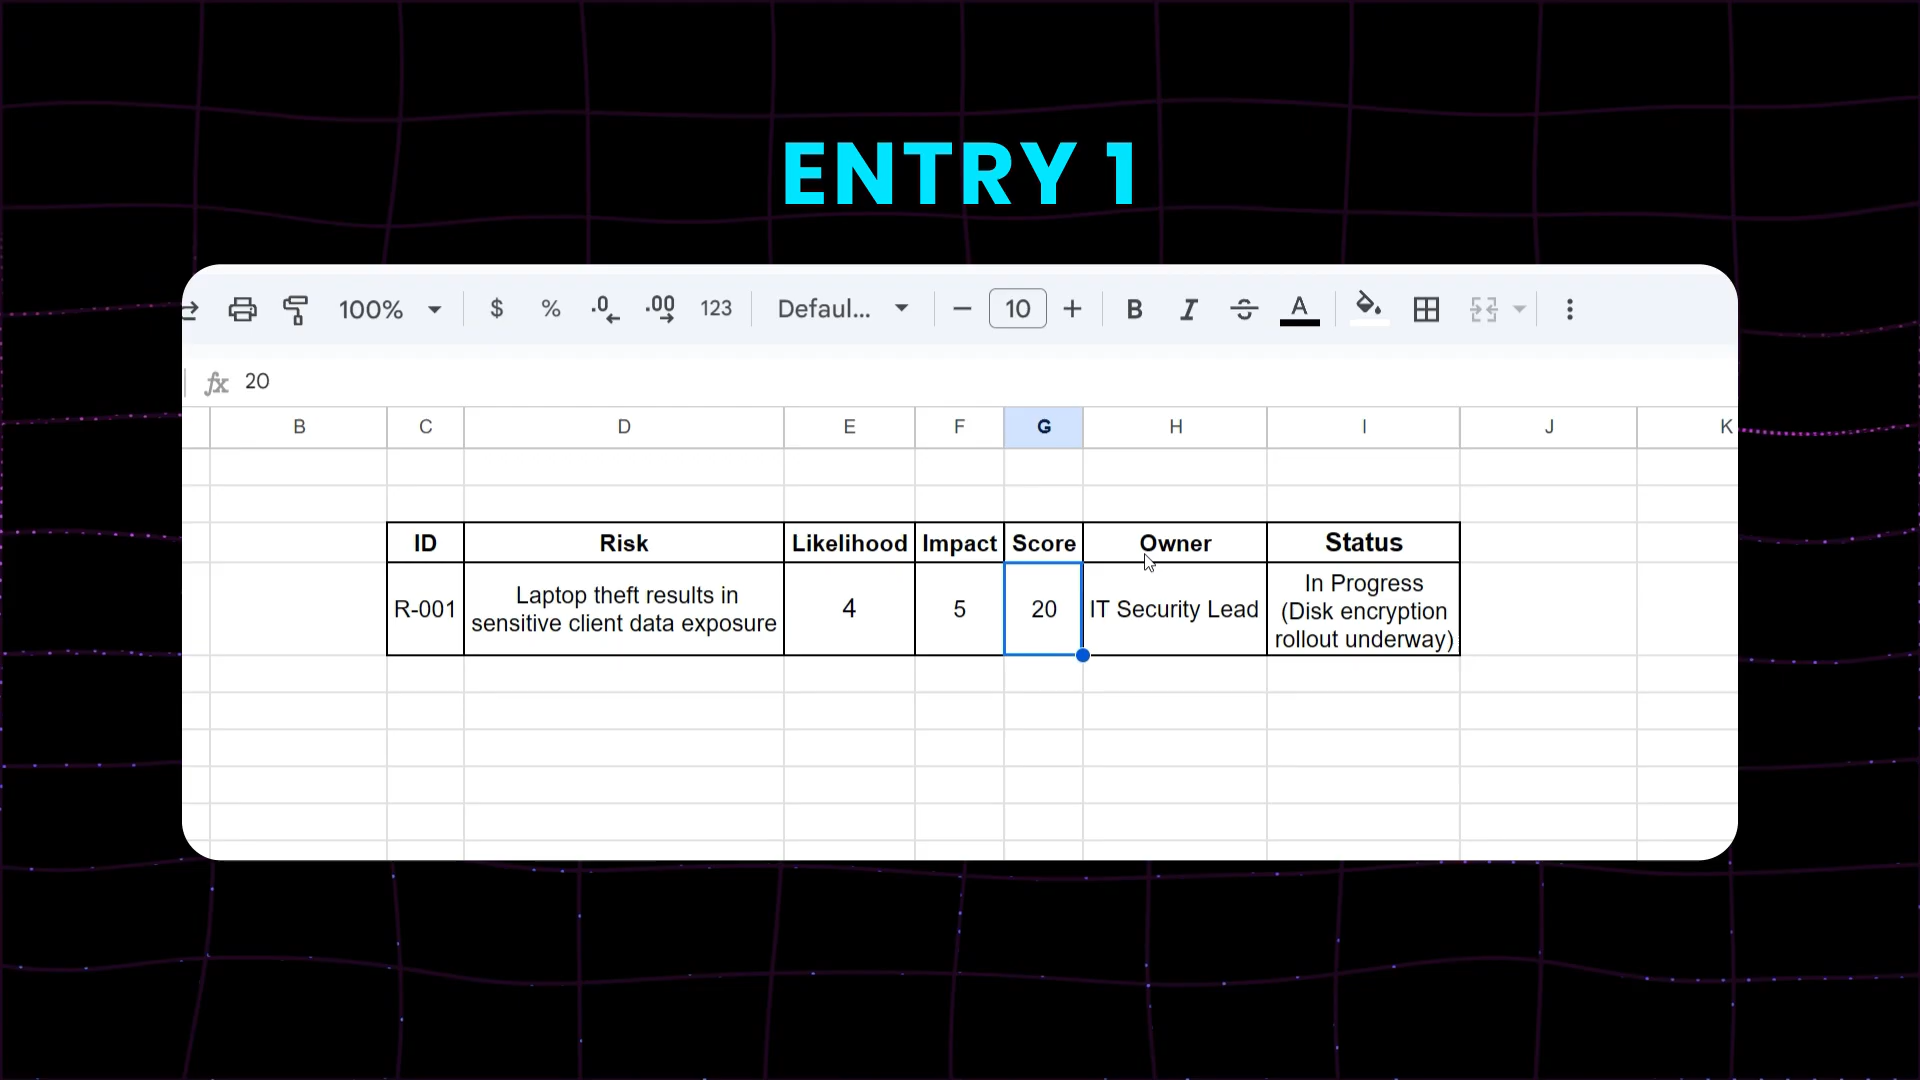 ENTRY 1
100% $ % .0 .00 123 Defaul... 10 B I S A
fx 20
B C D E F G H I J K
ID Risk Likelihood Impact Score Owner Status
R-001 Laptop theft results in sensitive client data exposure 4 5 20 IT Security Lead In Progress (Disk encryption rollout underway)